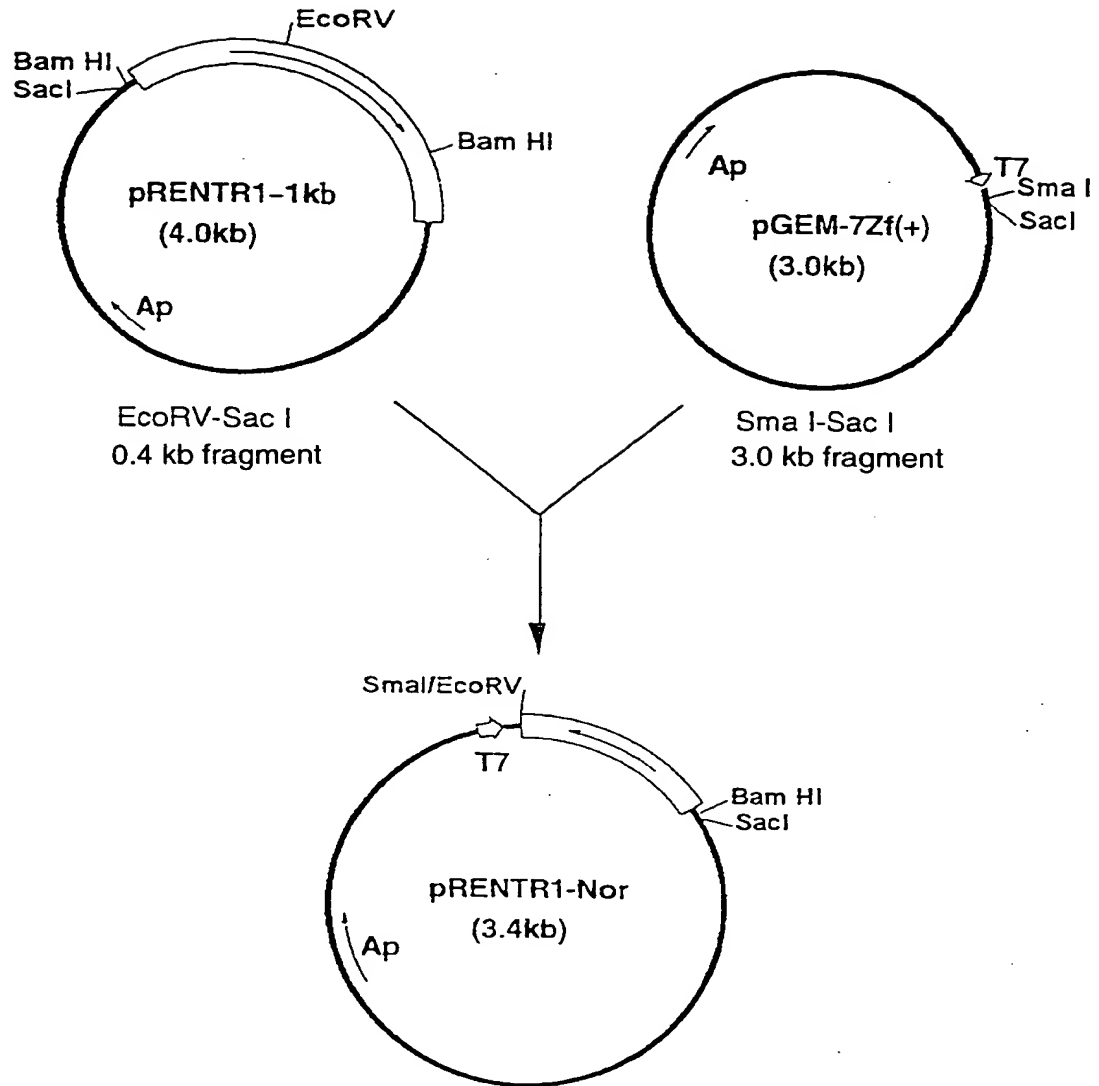 EcoRV
Bam HI
SacI
Bam HI
pRENTR1-1kb
(4.0kb)
Ap
EcoRV-Sac I
0.4 kb fragment
Ap
T7
Sma I
SacI
pGEM-7Zf(+)
(3.0kb)
Sma I-Sac I
3.0 kb fragment
SmaI/EcoRV
T7
Bam HI
SacI
pRENTR1-Nor
(3.4kb)
Ap